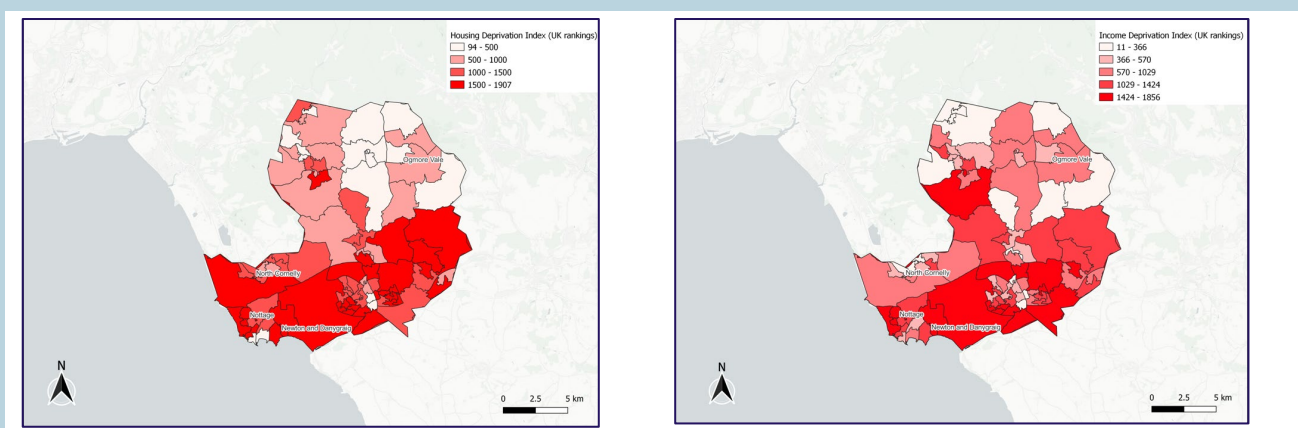 Housing Deprivation Index (UK rankings)
94 - 500
500 - 1000
1000 - 1500
1500 - 1907
Ogmore Vale
North Cornelly
Nottage
Newton and Danygraig
N
0 2.5 5 km
Income Deprivation Index (UK rankings)
11 - 366
366 - 570
570 - 1029
1029 - 1424
1424 - 1856
Ogmore Vale
North Cornelly
Nottage
Newton and Danygraig
N
0 2.5 5 km